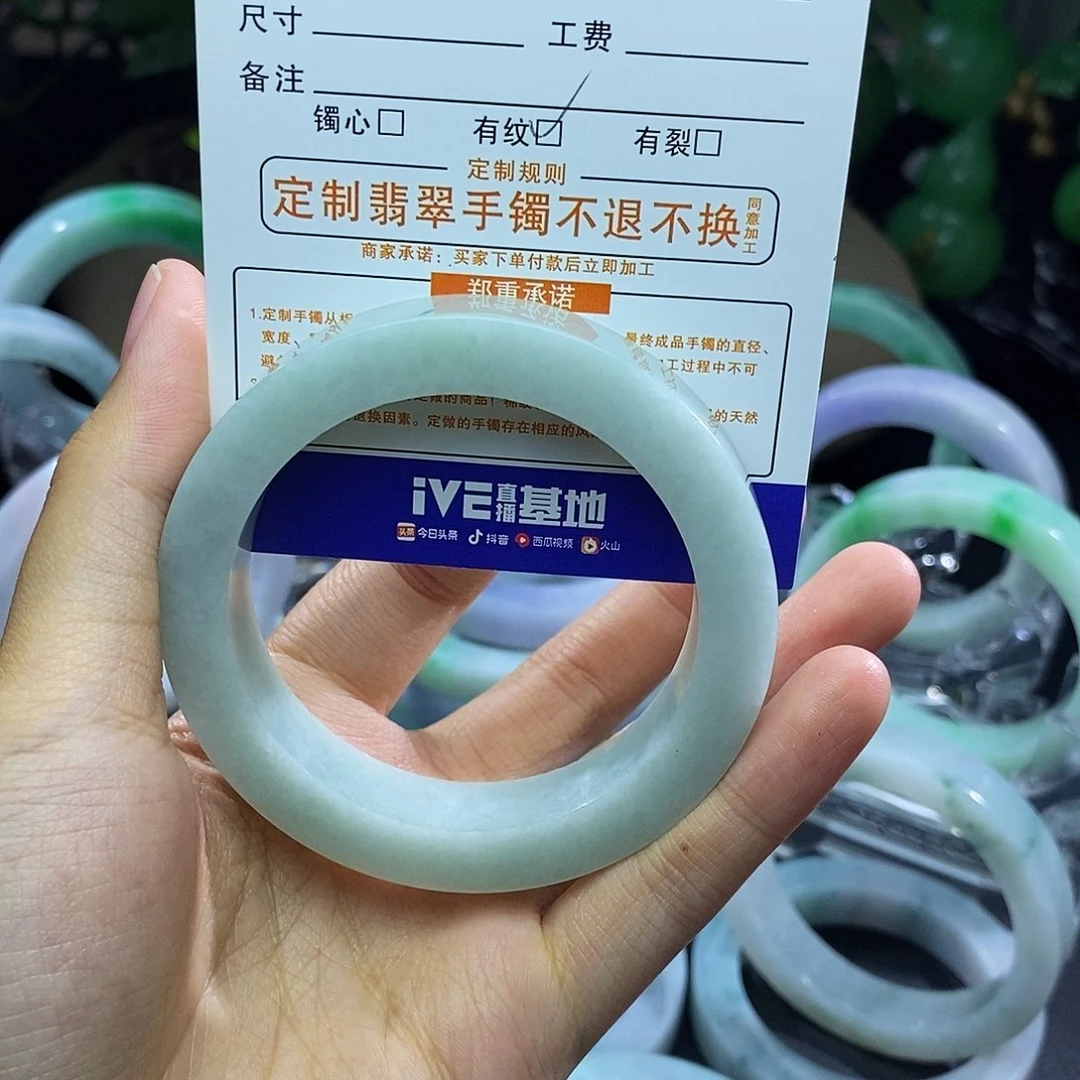 尺寸 工费
备注
镯心□ 有纹☑ 有裂□
定制规则
定制翡翠手镯不退不换 同意加工
商家承诺：买家下单付款后立即加工
郑重承诺
1.定制手镯从 最终成品手镯的直径、
宽度、 工过程中不可
避 的天然
退换因素。定做的手镯存在相应的风
iVE直播基地
头条 今日头条 抖音 西瓜视频 火山